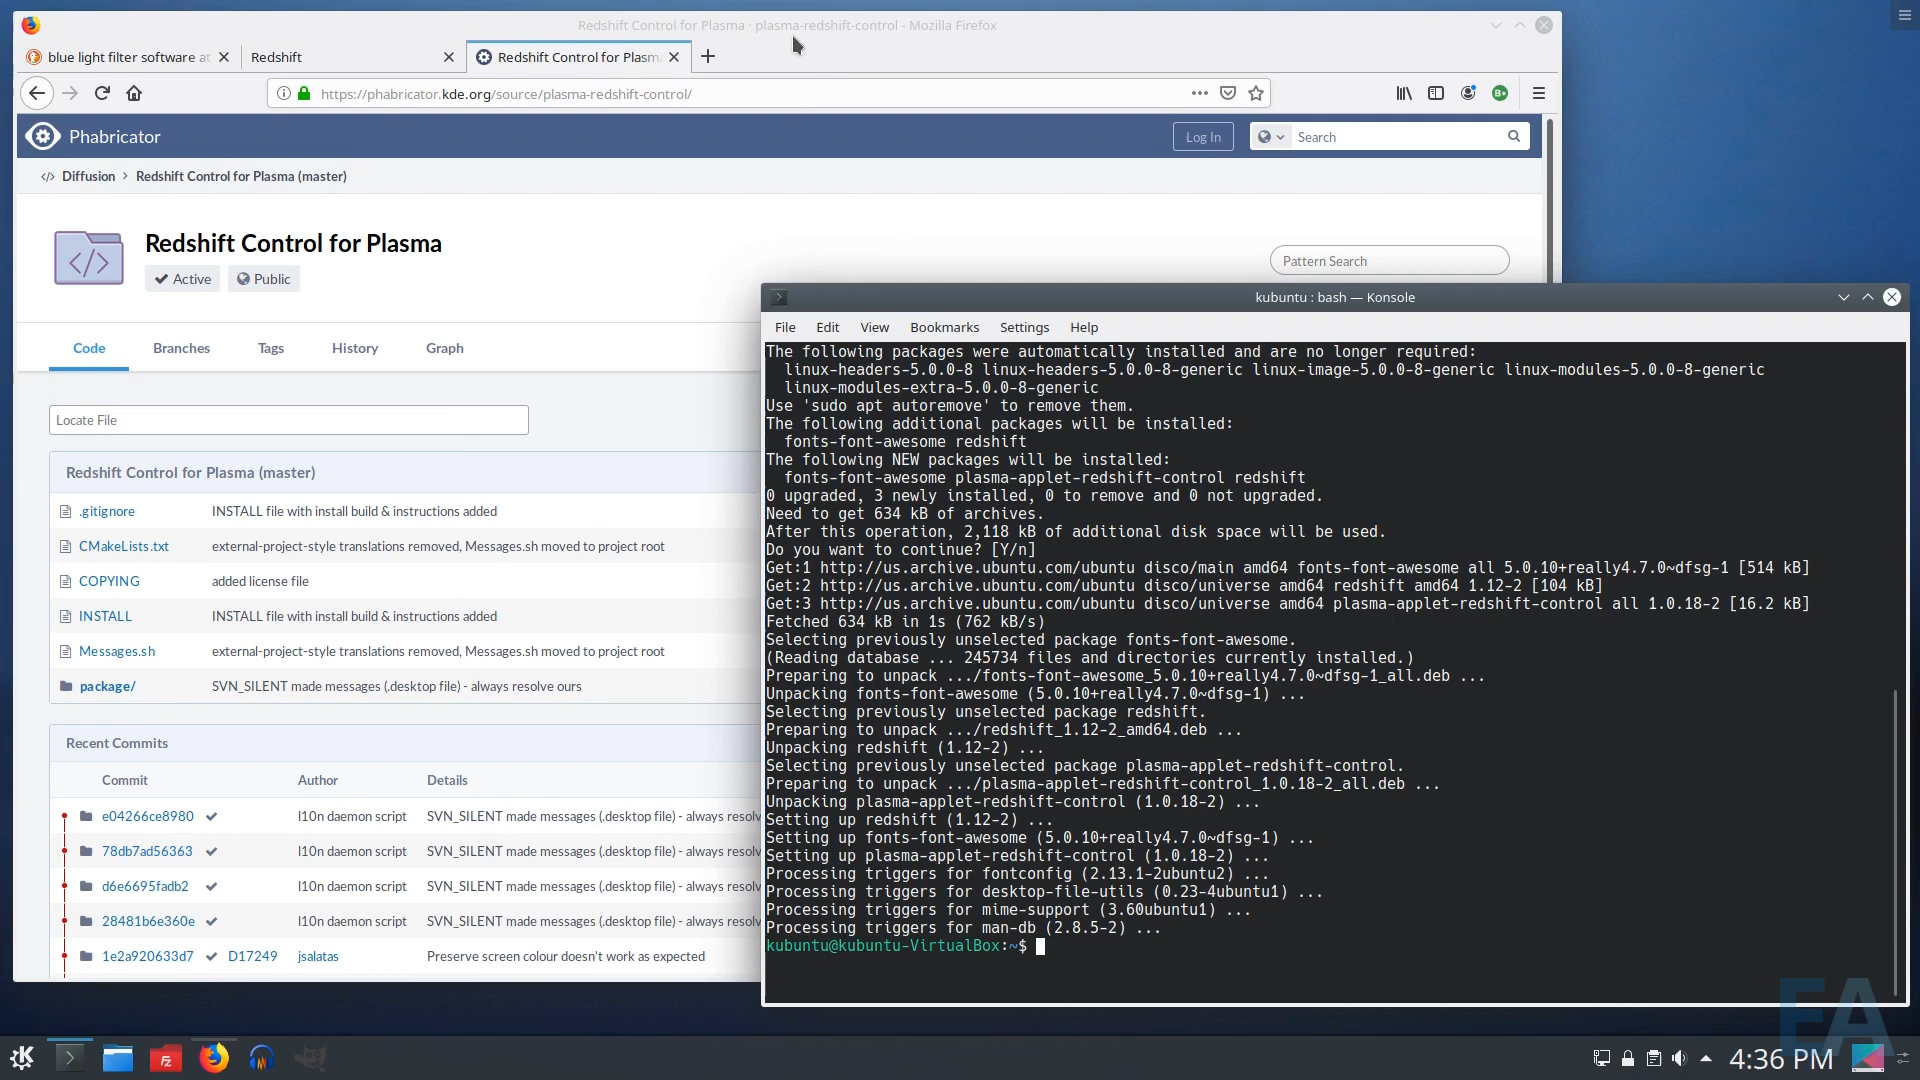 Redshift Control for Plasma · plasma-redshift-control - Mozilla Firefox
blue light filter software at
Redshift
Redshift Control for Plasm
https://phabricator.kde.org/source/plasma-redshift-control/
Phabricator
Log In
Search
Diffusion
Redshift Control for Plasma (master)
Redshift Control for Plasma
Active
Public
Pattern Search
Code
Branches
Tags
History
Graph
Locate File
Redshift Control for Plasma (master)
.gitignore INSTALL file with install build & instructions added
CMakeLists.txt external-project-style translations removed, Messages.sh moved to project root
COPYING added license file
INSTALL INSTALL file with install build & instructions added
Messages.sh external-project-style translations removed, Messages.sh moved to project root
package/ SVN_SILENT made messages (.desktop file) - always resolve ours
Recent Commits
Commit Author Details
e04266ce8980 l10n daemon script SVN_SILENT made messages (.desktop file) - always resolv
78db7ad56363 l10n daemon script SVN_SILENT made messages (.desktop file) - always resolv
d6e6695fadb2 l10n daemon script SVN_SILENT made messages (.desktop file) - always resolv
28481b6e360e l10n daemon script SVN_SILENT made messages (.desktop file) - always resolv
1e2a920633d7 D17249 jsalatas Preserve screen colour doesn't work as expected
kubuntu : bash — Konsole
File Edit View Bookmarks Settings Help
The following packages were automatically installed and are no longer required:
linux-headers-5.0.0-8 linux-headers-5.0.0-8-generic linux-image-5.0.0-8-generic linux-modules-5.0.0-8-generic
linux-modules-extra-5.0.0-8-generic
Use 'sudo apt autoremove' to remove them.
The following additional packages will be installed:
fonts-font-awesome redshift
The following NEW packages will be installed:
fonts-font-awesome plasma-applet-redshift-control redshift
0 upgraded, 3 newly installed, 0 to remove and 0 not upgraded.
Need to get 634 kB of archives.
After this operation, 2,118 kB of additional disk space will be used.
Do you want to continue? [Y/n]
Get:1 http://us.archive.ubuntu.com/ubuntu disco/main amd64 fonts-font-awesome all 5.0.10+really4.7.0~dfsg-1 [514 kB]
Get:2 http://us.archive.ubuntu.com/ubuntu disco/universe amd64 redshift amd64 1.12-2 [104 kB]
Get:3 http://us.archive.ubuntu.com/ubuntu disco/universe amd64 plasma-applet-redshift-control all 1.0.18-2 [16.2 kB]
Fetched 634 kB in 1s (762 kB/s)
Selecting previously unselected package fonts-font-awesome.
(Reading database ... 245734 files and directories currently installed.)
Preparing to unpack .../fonts-font-awesome_5.0.10+really4.7.0~dfsg-1_all.deb ...
Unpacking fonts-font-awesome (5.0.10+really4.7.0~dfsg-1) ...
Selecting previously unselected package redshift.
Preparing to unpack .../redshift_1.12-2_amd64.deb ...
Unpacking redshift (1.12-2) ...
Selecting previously unselected package plasma-applet-redshift-control.
Preparing to unpack .../plasma-applet-redshift-control_1.0.18-2_all.deb ...
Unpacking plasma-applet-redshift-control (1.0.18-2) ...
Setting up redshift (1.12-2) ...
Setting up fonts-font-awesome (5.0.10+really4.7.0~dfsg-1) ...
Setting up plasma-applet-redshift-control (1.0.18-2) ...
Processing triggers for fontconfig (2.13.1-2ubuntu2) ...
Processing triggers for desktop-file-utils (0.23-4ubuntu1) ...
Processing triggers for mime-support (3.60ubuntu1) ...
Processing triggers for man-db (2.8.5-2) ...
kubuntu@kubuntu-VirtualBox:~$
EA
4:36 PM